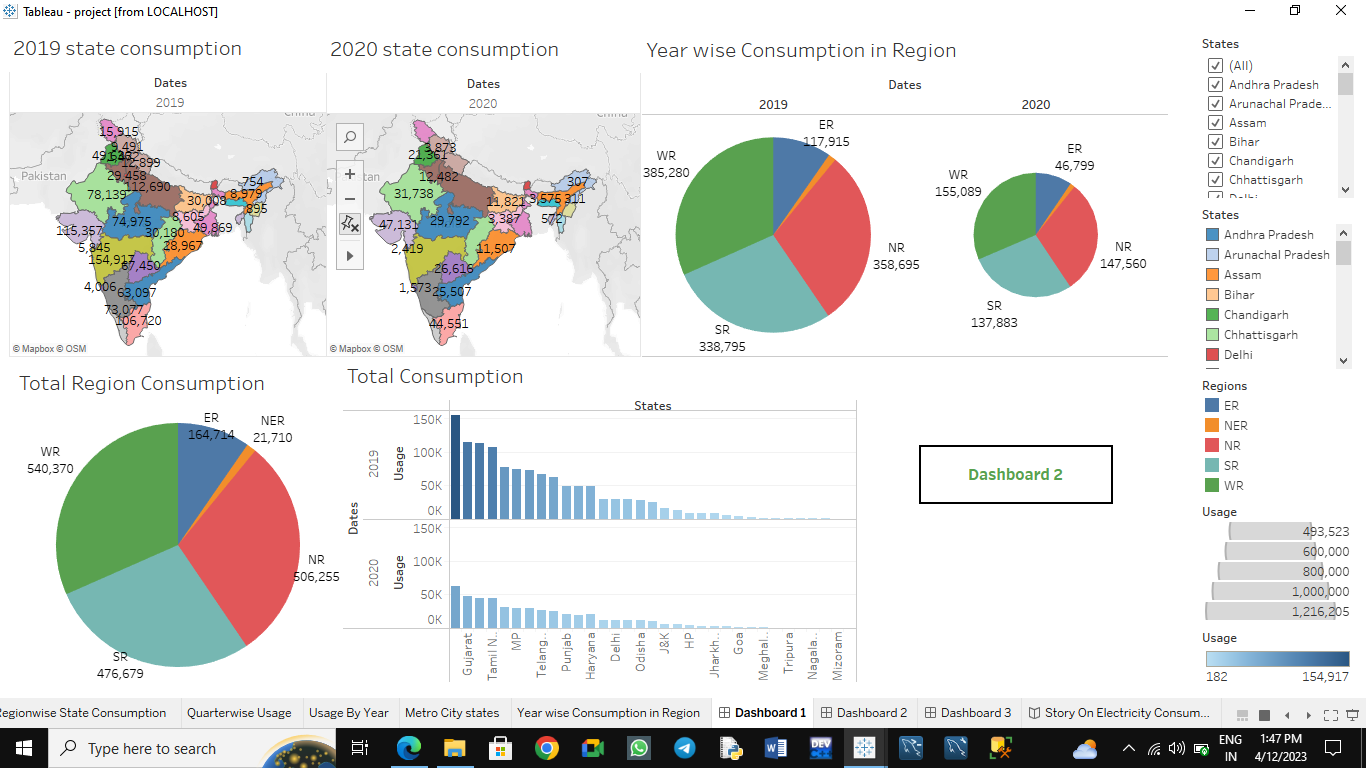 Tableau - project [from LOCALHOST]
2019 state consumption
Dates
2019
15,915
9,491
12,899
29,458
112,690
78,139
754
8,979
30,008
895
8,605
49,869
74,975
30,180
115,357
28,967
5,845
154,917
67,450
4,006
63,097
73,077
106,720
Pakistan
China
© Mapbox © OSM
2020 state consumption
Dates
2020
3,873
21,361
12,482
31,738
307
3,575
311
11,821
3,387
572
29,792
47,131
2,419
11,507
26,616
1,573
25,507
44,551
© Mapbox © OSM
Year wise Consumption in Region
Dates
2019
2020
ER
117,915
WR
385,280
NR
358,695
SR
338,795
ER
46,799
WR
155,089
NR
147,560
SR
137,883
States
(All)
Andhra Pradesh
Arunachal Prade...
Assam
Bihar
Chandigarh
Chhattisgarh
States
Andhra Pradesh
Arunachal Pradesh
Assam
Bihar
Chandigarh
Chhattisgarh
Delhi
Regions
ER
NER
NR
SR
WR
Usage
493,523
600,000
800,000
1,000,000
1,216,205
Usage
182 154,917
Total Region Consumption
ER
164,714
NER
21,710
WR
540,370
NR
506,255
SR
476,679
Total Consumption
States
Dates
2019
Usage
150K
100K
50K
0K
2020
Usage
150K
100K
50K
0K
Gujarat
Tamil N..
MP
Telang..
Punjab
Haryana
Delhi
Odisha
J&K
HP
Jharkh..
Goa
Meghal..
Tripura
Nagala..
Mizoram
Dashboard 2
egionwise State Consumption
Quarterwise Usage
Usage By Year
Metro City states
Year wise Consumption in Region
Dashboard 1
Dashboard 2
Dashboard 3
Story On Electricity Consum...
Type here to search
DEV
ENG
IN
1:47 PM
4/12/2023